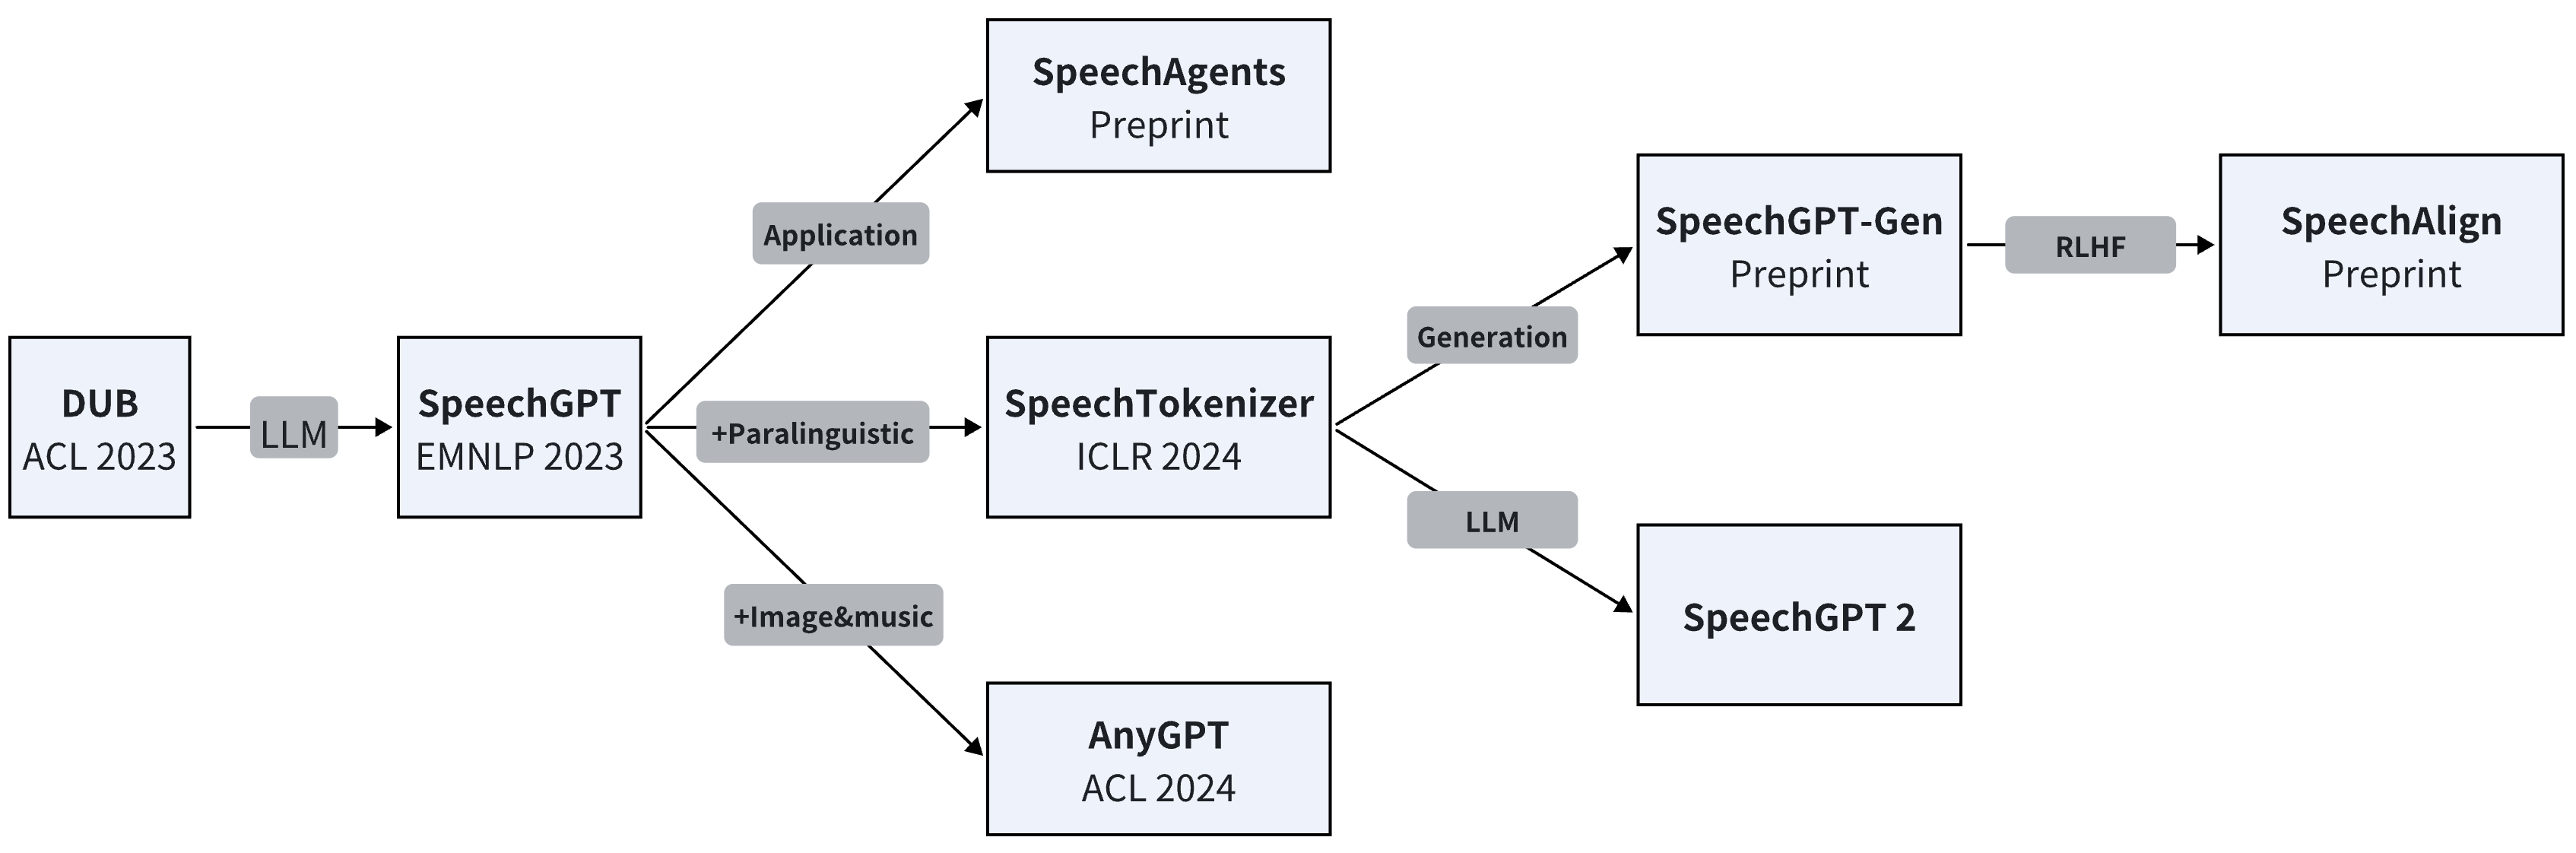 DUB
ACL 2023
LLM
SpeechGPT
EMNLP 2023
Application
SpeechAgents
Preprint
+Paralinguistic
SpeechTokenizer
ICLR 2024
+Image&music
AnyGPT
ACL 2024
Generation
SpeechGPT-Gen
Preprint
RLHF
SpeechAlign
Preprint
LLM
SpeechGPT 2